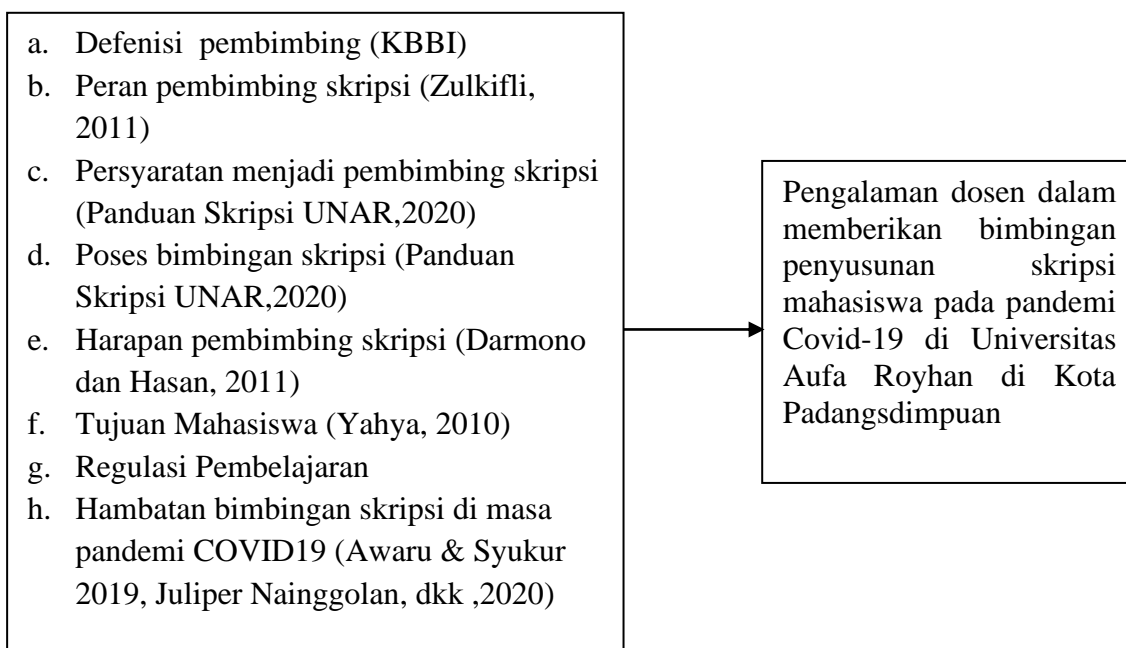 a. Defenisi pembimbing (KBBI)
b. Peran pembimbing skripsi (Zulkifli,
2011)
c. Persyaratan menjadi pembimbing skripsi
(Panduan Skripsi UNAR,2020)
d. Poses bimbingan skripsi (Panduan
Skripsi UNAR,2020)
e. Harapan pembimbing skripsi (Darmono
dan Hasan, 2011)
f. Tujuan Mahasiswa (Yahya, 2010)
g. Regulasi Pembelajaran
h. Hambatan bimbingan skripsi di masa
pandemi COVID19 (Awaru & Syukur
2019, Juliper Nainggolan, dkk ,2020)
Pengalaman dosen dalam
memberikan bimbingan
penyusunan skripsi
mahasiswa pada pandemi
Covid-19 di Universitas
Aufa Royhan di Kota
Padangsdimpuan